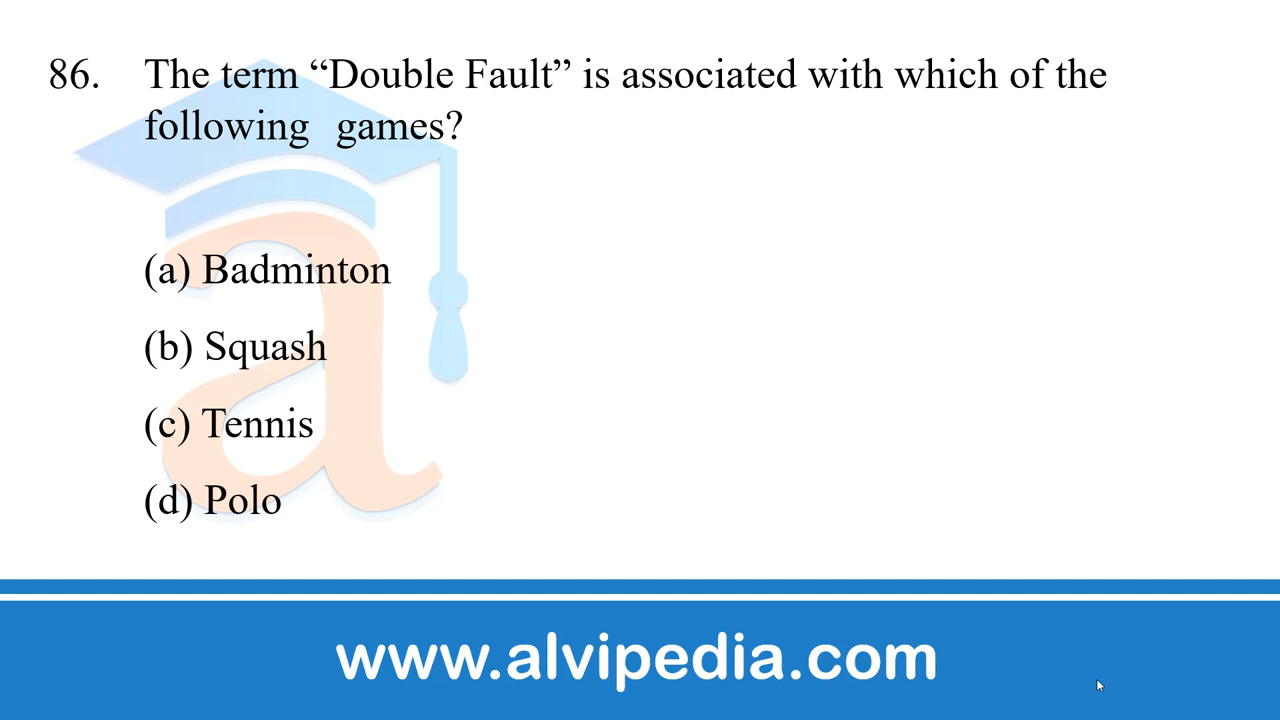 86. The term “Double Fault” is associated with which of the
following games?
(a) Badminton
(b) Squash
(c) Tennis
(d) Polo
www.alvipedia.com